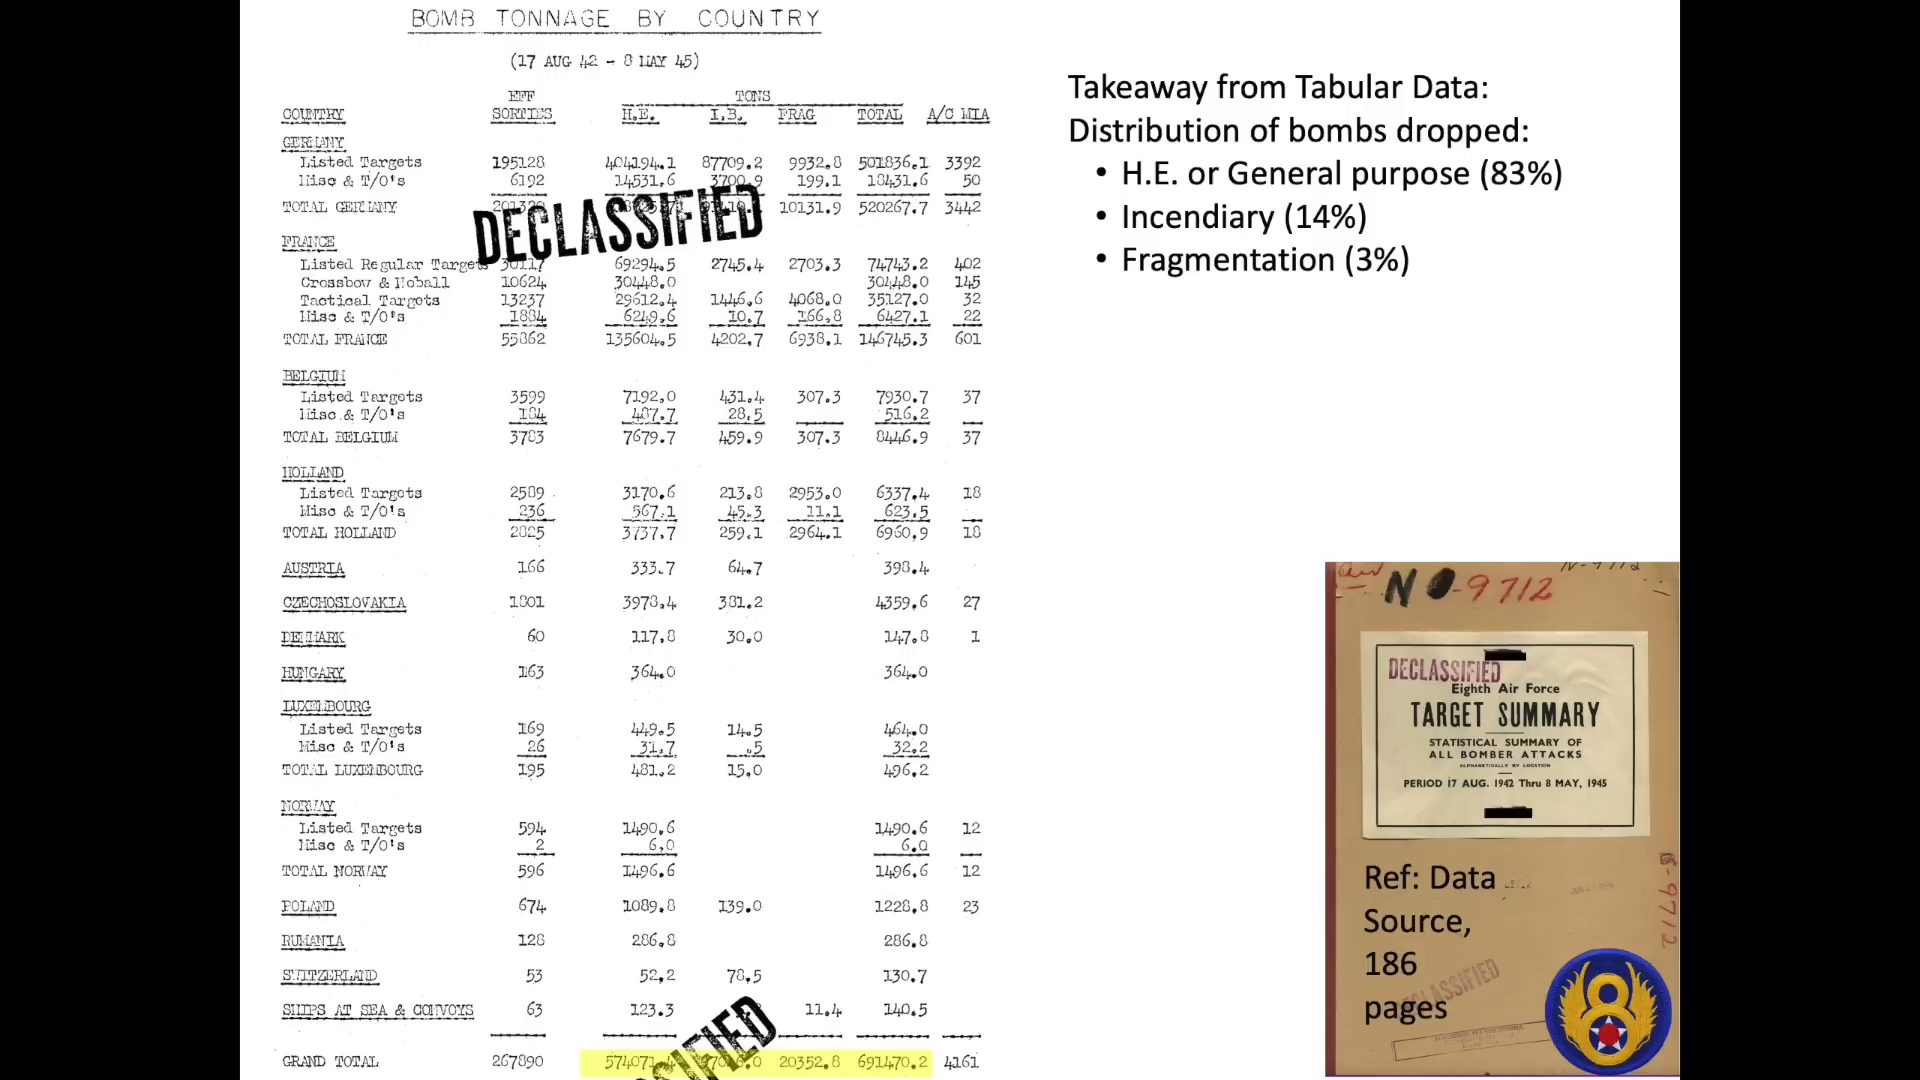 BOMB TONNAGE BY COUNTRY
(17 AUG 42 - 8 MAY 45)
EFF TONS
COUNTRY SORTIES H.E. I.B. FRAG TOTAL A/C MIA
GERMANY
Listed Targets 195128 404194.1 87709.2 9932.8 501836.1 3392
Misc & T/O's 6192 14531.6 3700.9 199.1 18431.6 50
TOTAL GERMANY 201320 10131.9 520267.7 3442
DECLASSIFIED
FRANCE
Listed Regular Targets 30117 69294.5 2745.4 2703.3 74743.2 402
Crossbow & Noball 10624 30448.0 30448.0 145
Tactical Targets 13237 29612.4 1446.6 4068.0 35127.0 32
Misc & T/O's 1884 6249.6 10.7 166.8 6427.1 22
TOTAL FRANCE 55862 135604.5 4202.7 6938.1 146745.3 601
BELGIUM
Listed Targets 3599 7192.0 431.4 307.3 7930.7 37
Misc & T/O's 184 487.7 28.5 516.2
TOTAL BELGIUM 3783 7679.7 459.9 307.3 8446.9 37
HOLLAND
Listed Targets 2589 3170.6 213.8 2953.0 6337.4 18
Misc & T/O's 236 567.1 45.3 11.1 623.5
TOTAL HOLLAND 2825 3737.7 259.1 2964.1 6960.9 18
AUSTRIA 166 333.7 64.7 398.4
CZECHOSLOVAKIA 1801 3978.4 381.2 4359.6 27
DENMARK 60 117.8 30.0 147.8 1
HUNGARY 163 364.0 364.0
LUXEMBOURG
Listed Targets 169 449.5 14.5 464.0
Misc & T/O's 26 31.7 .5 32.2
TOTAL LUXEMBOURG 195 481.2 15.0 496.2
NORWAY
Listed Targets 594 1490.6 1490.6 12
Misc & T/O's 2 6.0 6.0
TOTAL NORWAY 596 1496.6 1496.6 12
POLAND 674 1089.8 139.0 1228.8 23
RUMANIA 128 286.8 286.8
SWITZERLAND 53 52.2 78.5 130.7
SHIPS AT SEA & CONVOYS 63 123.3 11.4 140.5
GRAND TOTAL 267890 20352.8 691470.2 4161
Takeaway from Tabular Data:
Distribution of bombs dropped:
• H.E. or General purpose (83%)
• Incendiary (14%)
• Fragmentation (3%)
NO-9712
DECLASSIFIED
Eighth Air Force
TARGET SUMMARY
STATISTICAL SUMMARY OF
ALL BOMBER ATTACKS
ALPHABETICALLY BY LOCATION
PERIOD 17 AUG. 1942 Thru 8 MAY, 1945
Ref: Data
Source,
186
pages
DECLASSIFIED
8